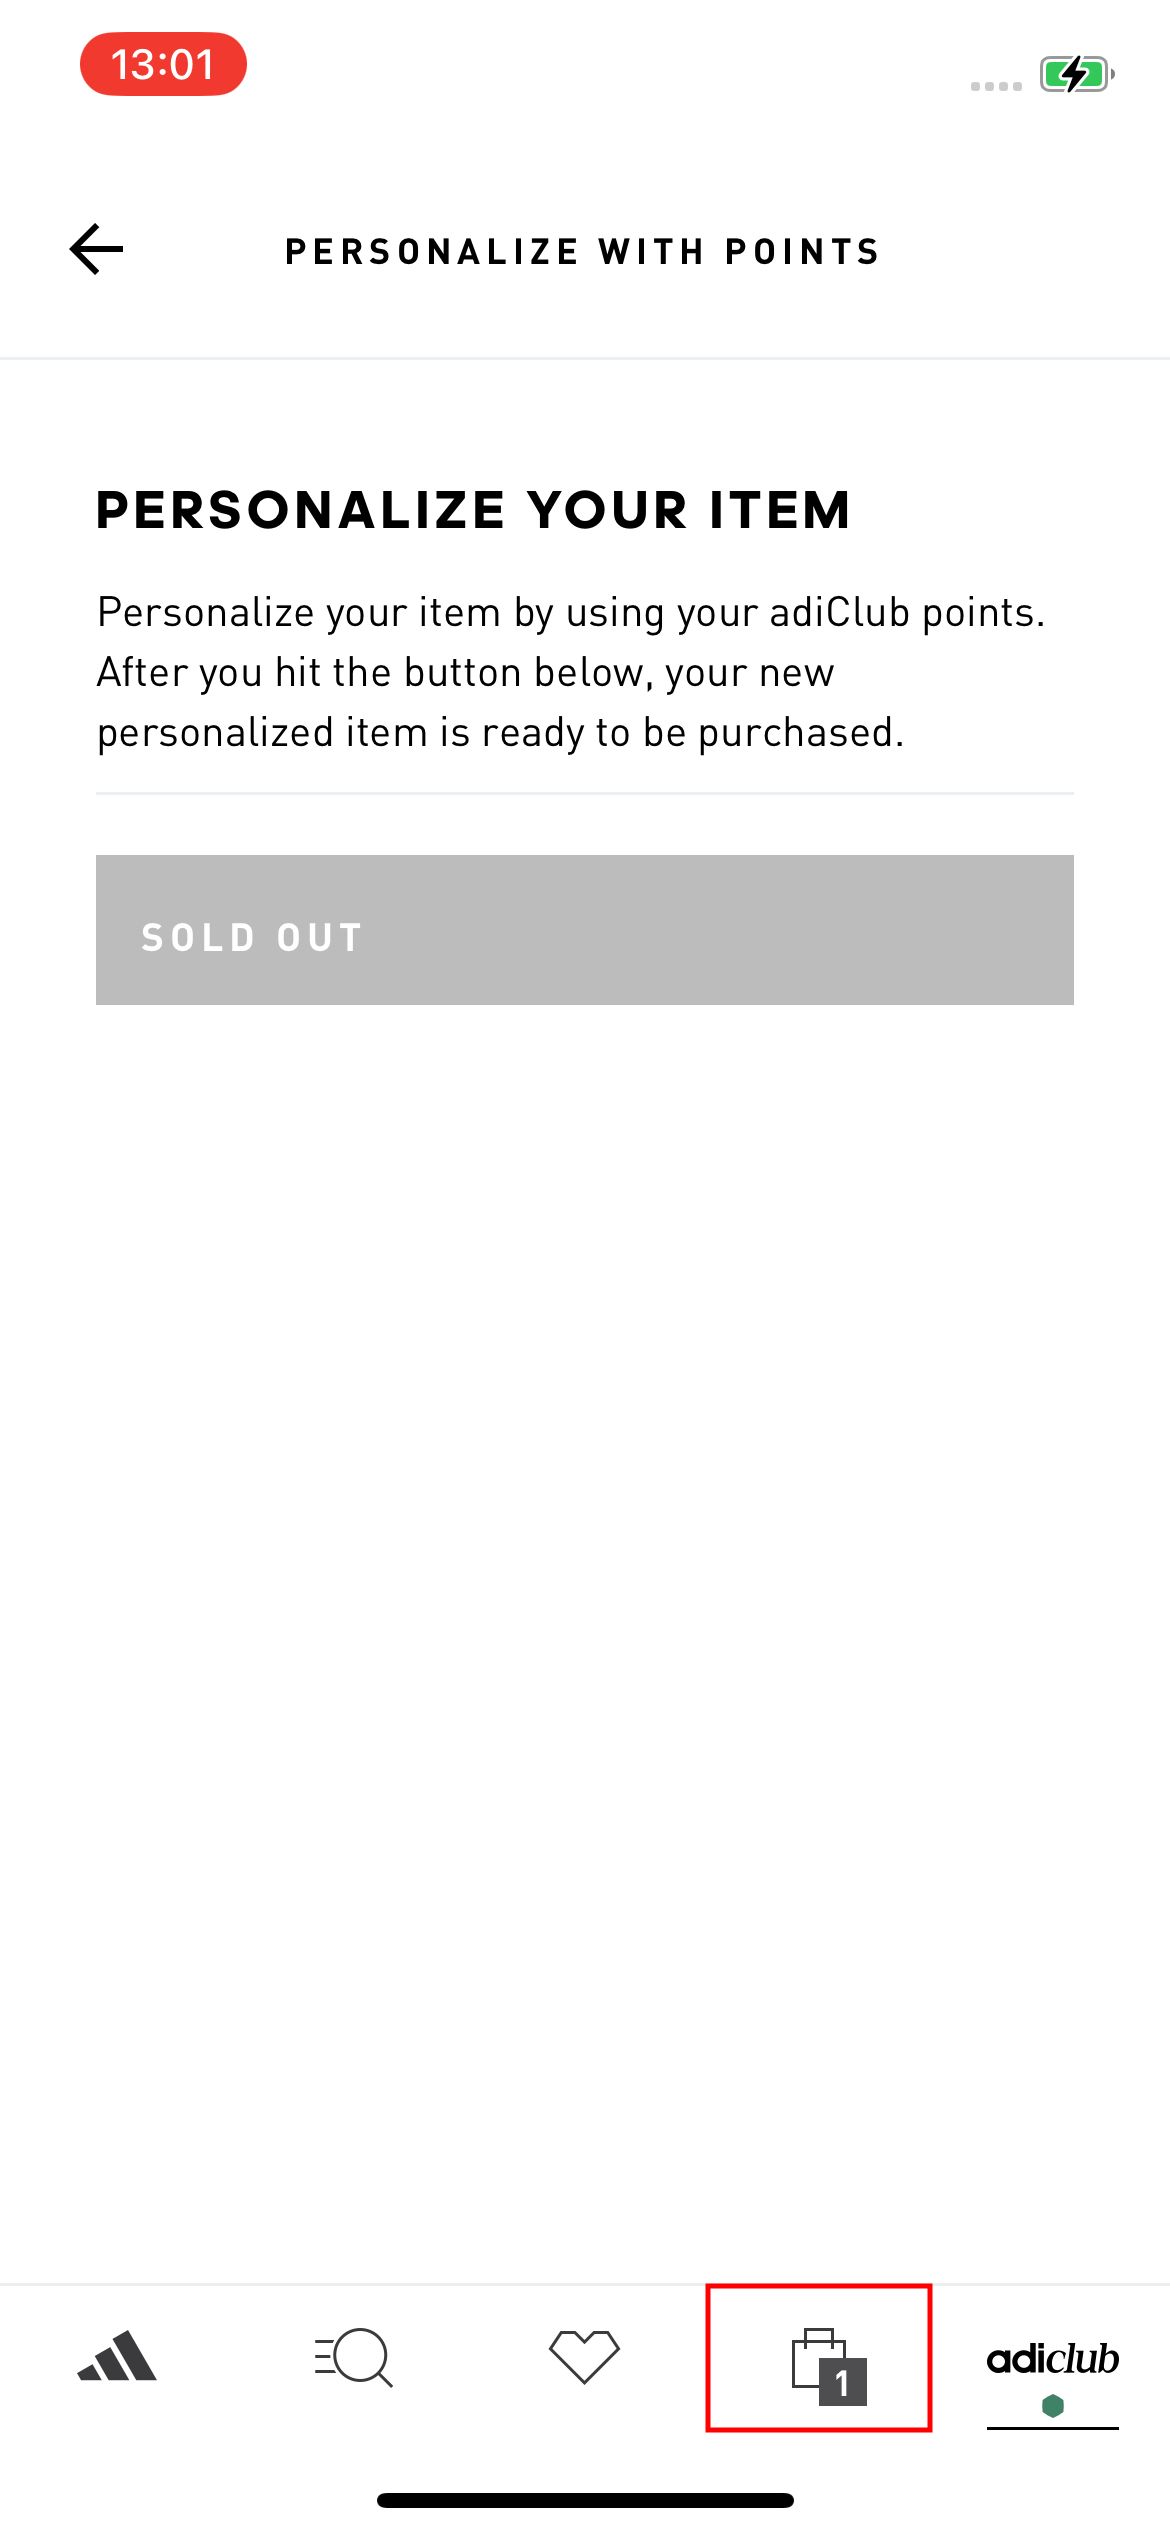 13:01
PERSONALIZE WITH POINTS
PERSONALIZE YOUR ITEM
Personalize your item by using your adiClub points.
After you hit the button below, your new
personalized item is ready to be purchased.
SOLD OUT
1
adiclub